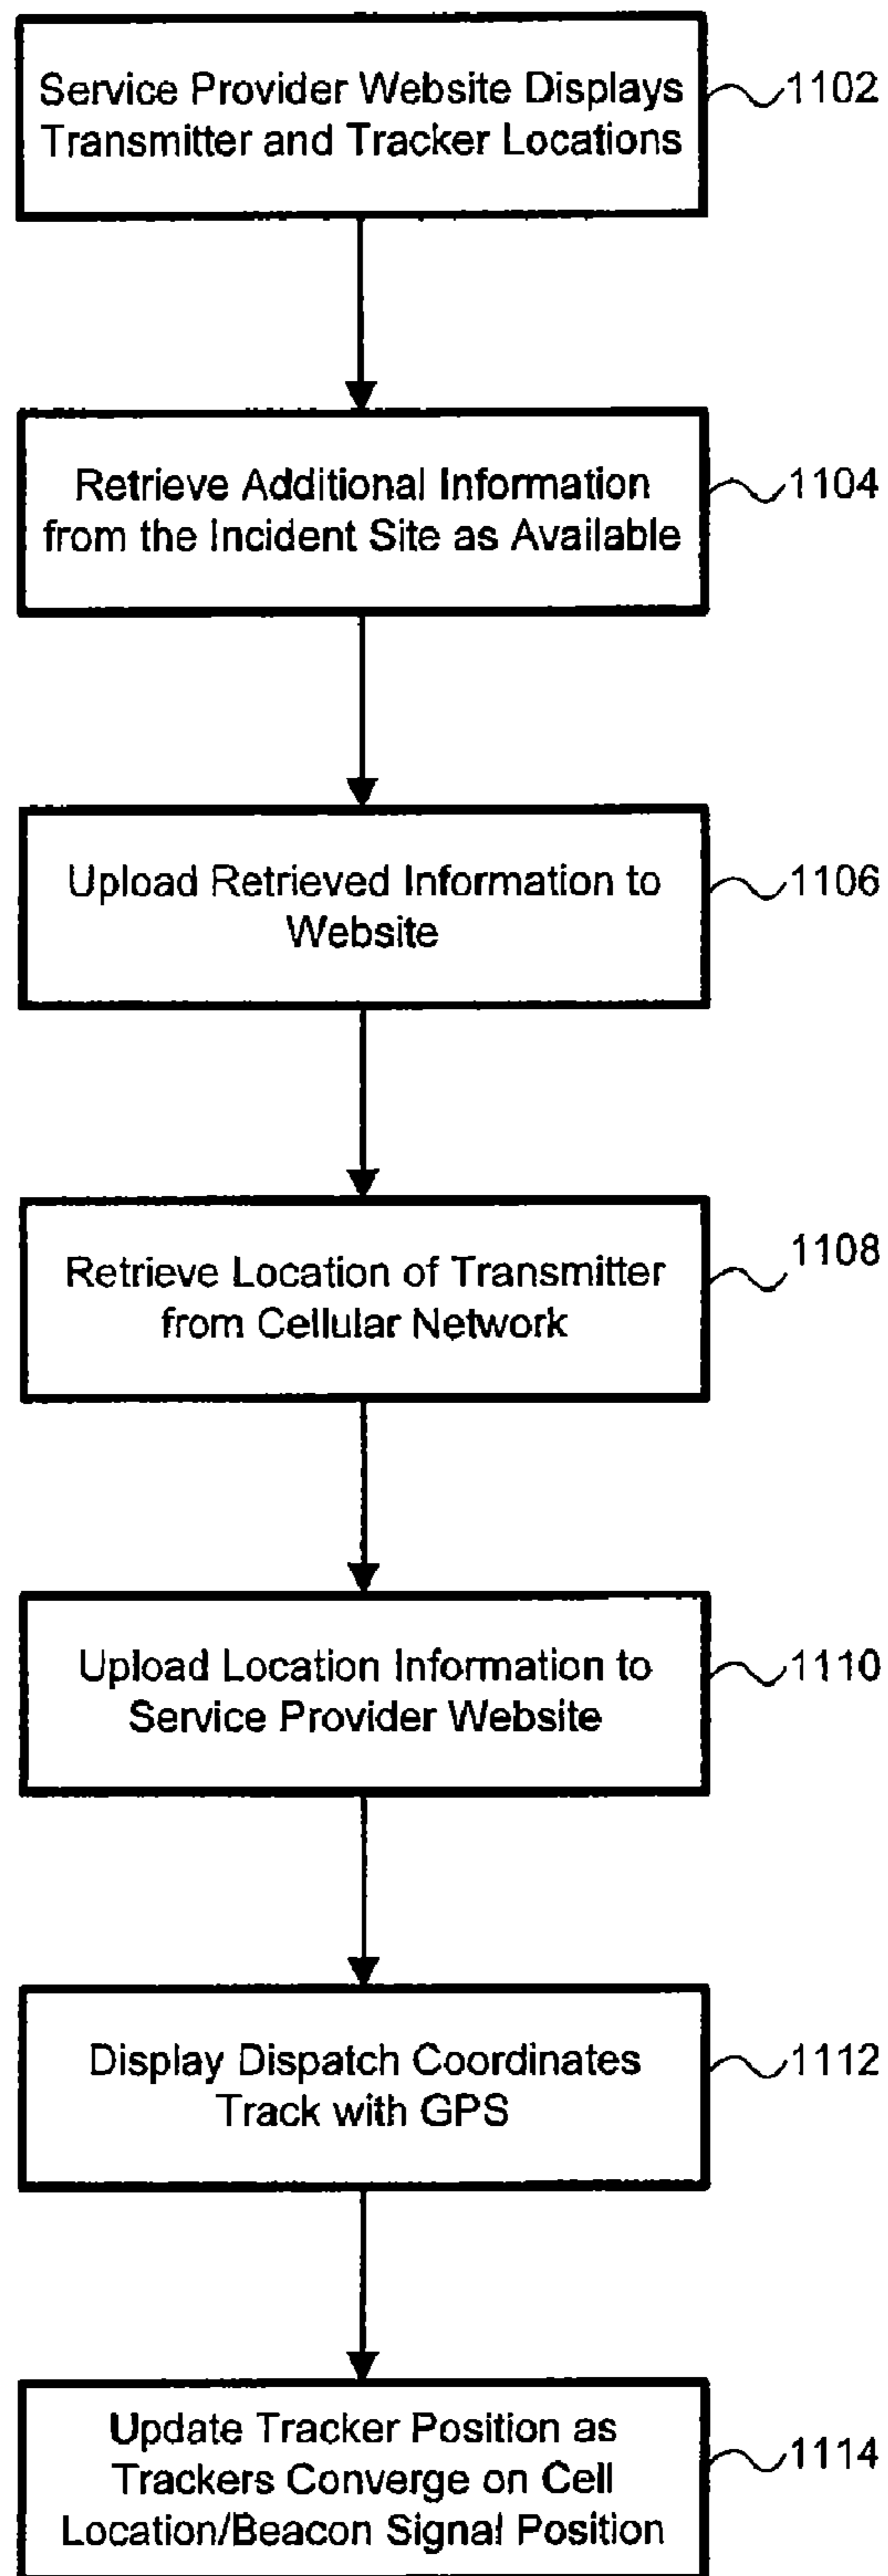 Service Provider Website Displays
Transmitter and Tracker Locations
1102
Retrieve Additional Information
from the Incident Site as Available
1104
Upload Retrieved Information to
Website
1106
Retrieve Location of Transmitter
from Cellular Network
1108
Upload Location Information to
Service Provider Website
1110
Display Dispatch Coordinates
Track with GPS
1112
Update Tracker Position as
Trackers Converge on Cell
Location/Beacon Signal Position
1114